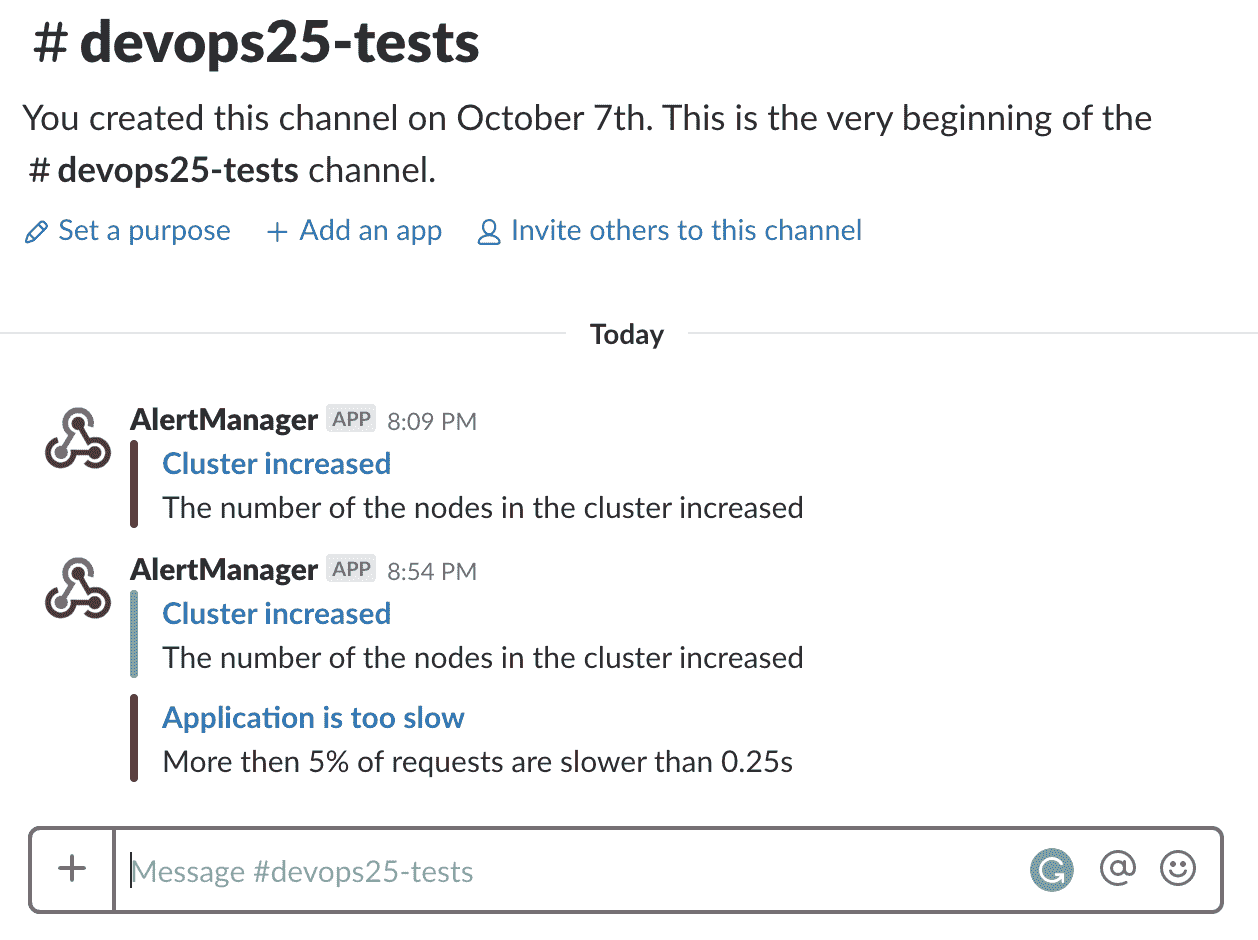 # devops25-tests
You created this channel on October 7th. This is the very beginning of the
# devops25-tests channel.
Set a purpose + Add an app Invite others to this channel
Today
AlertManager APP 8:09 PM
Cluster increased
The number of the nodes in the cluster increased
AlertManager APP 8:54 PM
Cluster increased
The number of the nodes in the cluster increased
Application is too slow
More then 5% of requests are slower than 0.25s
+ Message #devops25-tests G @